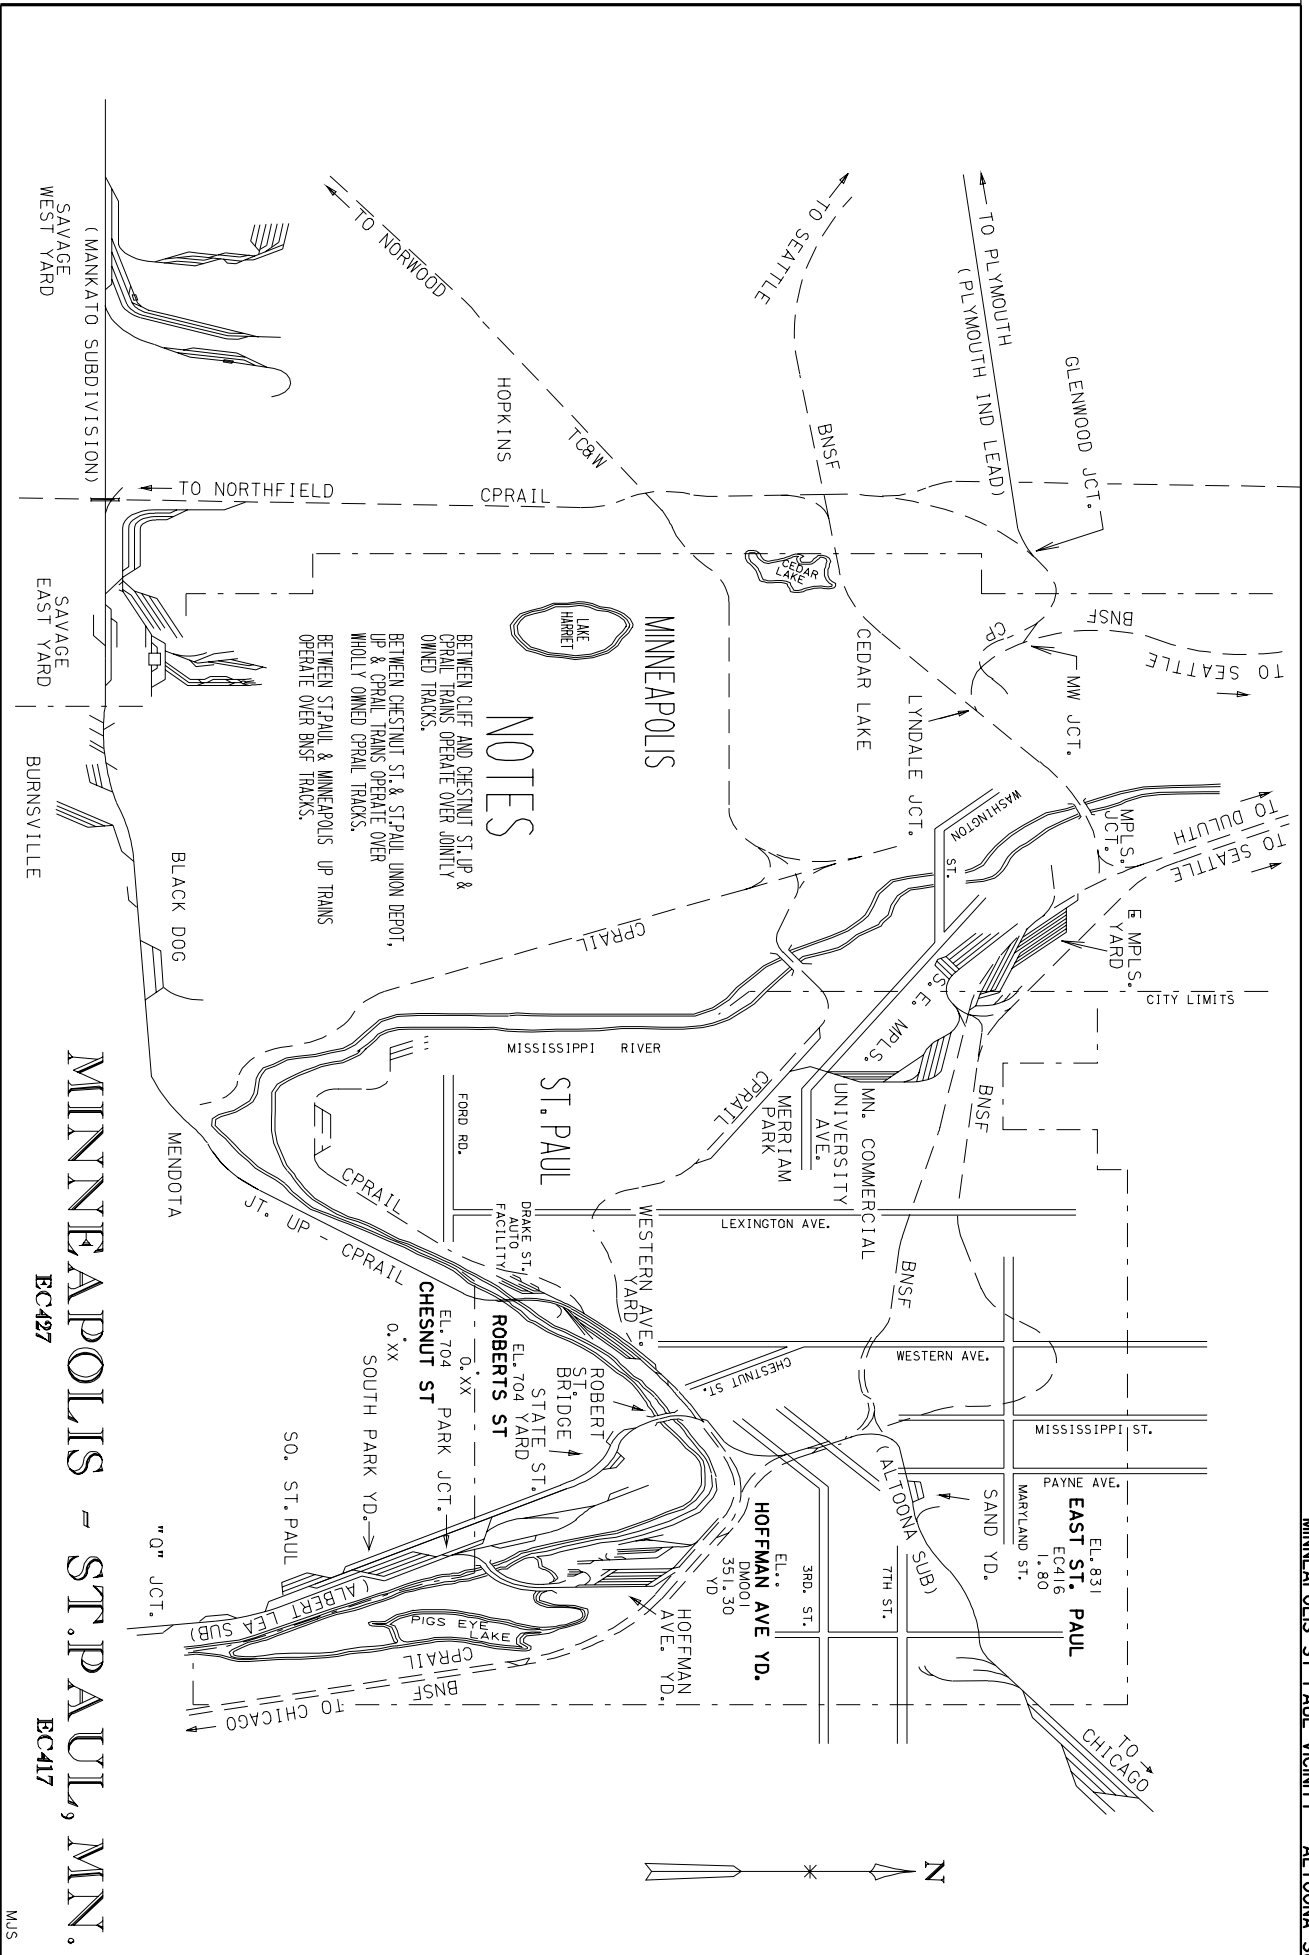 MINNEAPOLIS ST PAUL VICINITY
TO PLYMOUTH
(PLYMOUTH IND LEAD)
GLENWOOD JCT.
TO SEATTLE
BNSF
TO NORWOOD
TC&W
HOPKINS
CPRAIL
TO NORTHFIELD
(MANKATO SUBDIVISION)
SAVAGE
WEST YARD
SAVAGE
EAST YARD
BURNSVILLE
BLACK DOG
MENDOTA
BNSF
TO SEATTLE
CP
MW JCT.
LYNDALE JCT.
CEDAR LAKE
CEDAR
LAKE
LAKE
HARRIET
MINNEAPOLIS
NOTES
BETWEEN CLIFF AND CHESTNUT ST. UP &
CPRAIL TRAINS OPERATE OVER JOINTLY
OWNED TRACKS.
BETWEEN CHESTNUT ST. & ST.PAUL UNION DEPOT,
UP & CPRAIL TRAINS OPERATE OVER
WHOLLY OWNED CPRAIL TRACKS.
BETWEEN ST.PAUL & MINNEAPOLIS UP TRAINS
OPERATE OVER BNSF TRACKS.
WASHINGTON
ST.
MPLS.
JCT.
TO DULUTH
TO SEATTLE
E. MPLS.
YARD
S. E. MPLS.
CITY LIMITS
CPRAIL
MISSISSIPPI RIVER
BNSF
MN. COMMERCIAL
UNIVERSITY
AVE.
MERRIAM
PARK
CPRAIL
ST. PAUL
FORD RD.
CPRAIL
JT. UP - CPRAIL
LEXINGTON AVE.
DRAKE ST.
AUTO
FACILITY
WESTERN AVE.
YARD
BNSF
WESTERN AVE.
CHESTNUT ST.
MISSISSIPPI ST.
PAYNE AVE.
MARYLAND ST.
SAND YD.
(ALTOONA SUB)
EL. 831
EC416
1.80
EAST ST. PAUL
7TH ST.
3RD. ST.
HOFFMAN AVE YD.
EL..
DM001
351.30
YD
HOFFMAN
AVE. YD.
ROBERT
ST.
BRIDGE
STATE ST.
YARD
EL. 704
ROBERTS ST
0.XX
PARK JCT.
EL. 704
CHESNUT ST
0.XX
SOUTH PARK YD.
SO. ST.PAUL
"Q" JCT.
(ALBERT LEA SUB)
PIGS EYE
LAKE
CPRAIL
BNSF
TO CHICAGO
TO
CHICAGO
N
MINNEAPOLIS - ST.PAUL, MN.
EC427
EC417
MJS